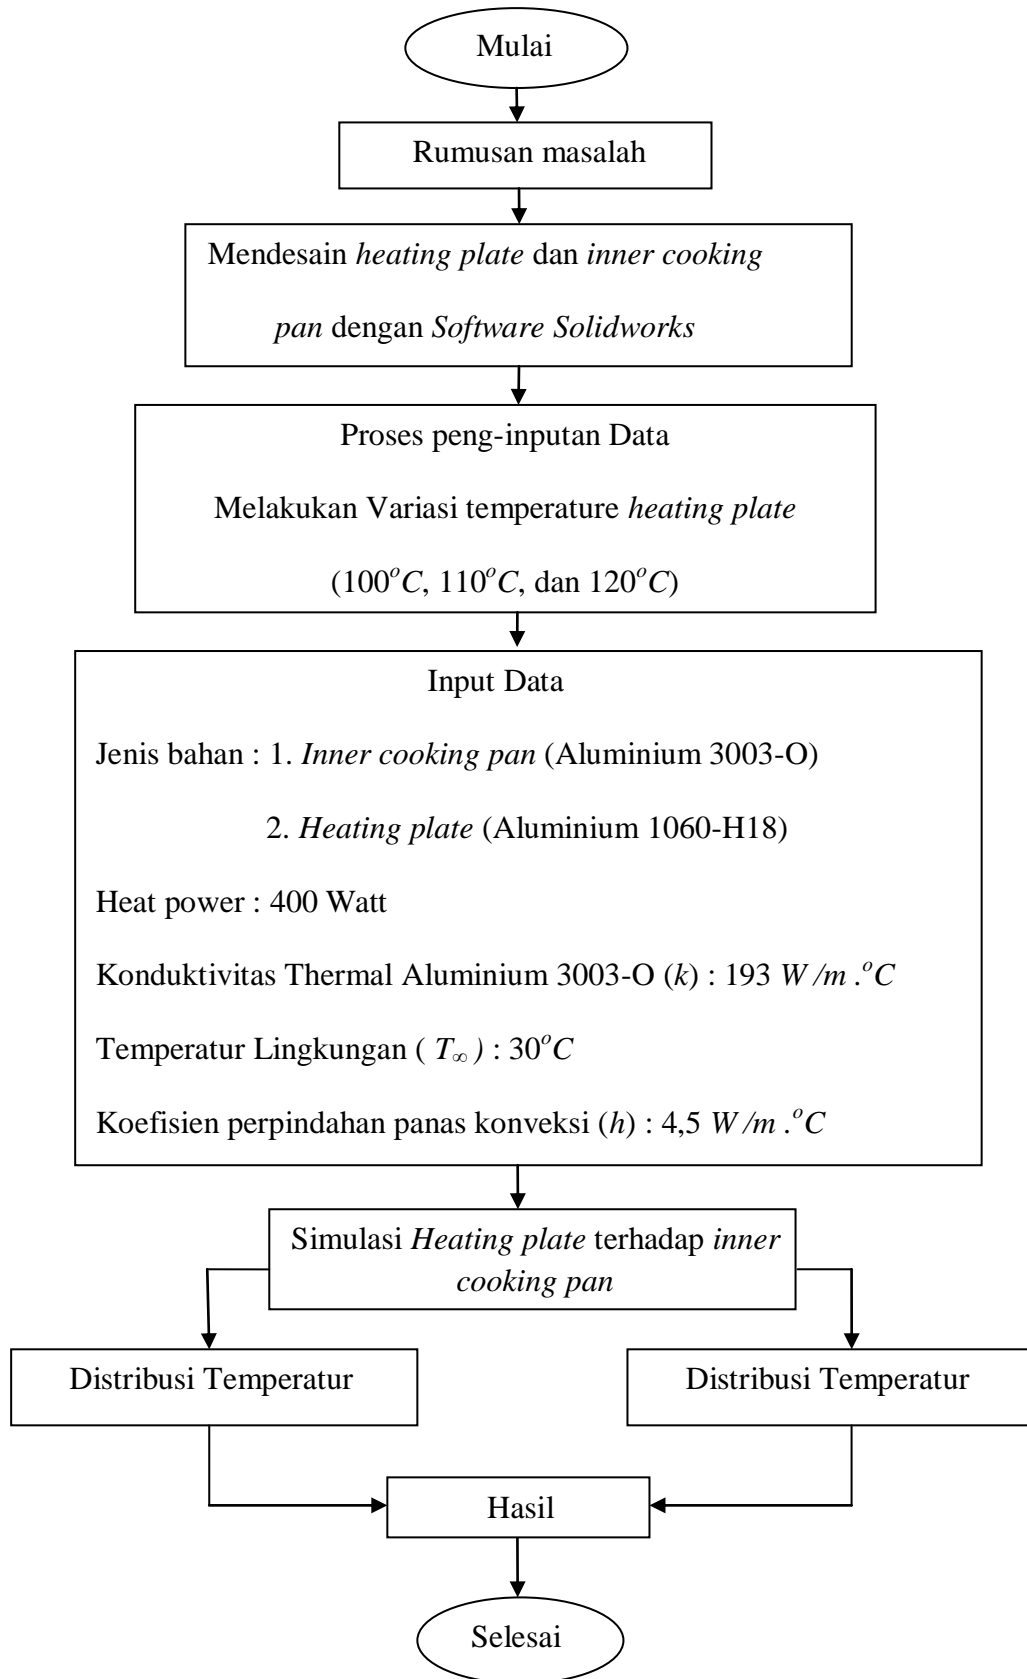 Mulai
Rumusan masalah
Mendesain heating plate dan inner cooking
pan dengan Software Solidworks
Proses peng-inputan Data
Melakukan Variasi temperature heating plate
(100°C, 110°C, dan 120°C)
Input Data
Jenis bahan : 1. Inner cooking pan (Aluminium 3003-O)
2. Heating plate (Aluminium 1060-H18)
Heat power : 400 Watt
Konduktivitas Thermal Aluminium 3003-O (k) : 193 W/m .°C
Temperatur Lingkungan ( T∞ ) : 30°C
Koefisien perpindahan panas konveksi (h) : 4,5 W/m .°C
Simulasi Heating plate terhadap inner
cooking pan
Distribusi Temperatur
Distribusi Temperatur
Hasil
Selesai